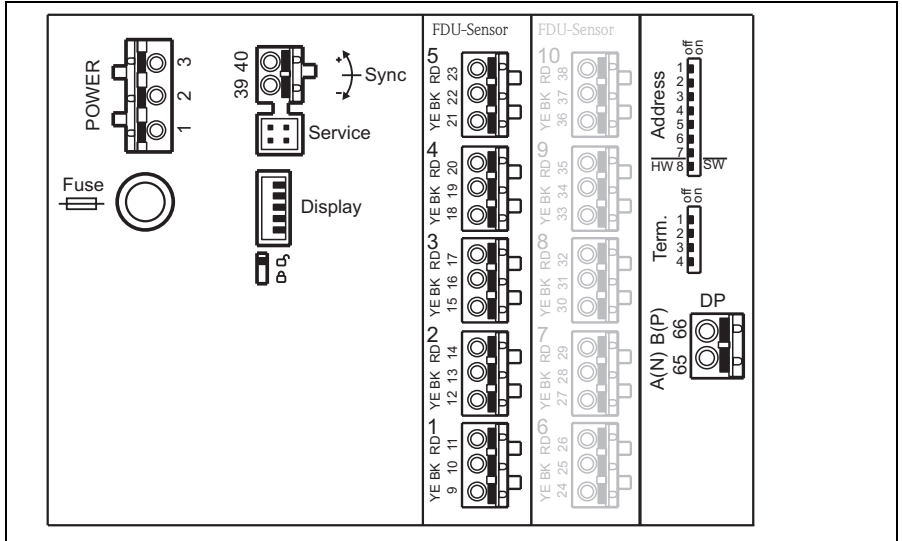 POWER
1 2 3
Fuse
39 40
+
-
Sync
Service
Display
FDU-Sensor
5
YE BK RD
21 22 23
4
YE BK RD
18 19 20
3
YE BK RD
15 16 17
2
YE BK RD
12 13 14
1
YE BK RD
9 10 11
FDU-Sensor
10
YE BK RD
36 37 38
9
YE BK RD
33 34 35
8
YE BK RD
30 31 32
7
YE BK RD
27 28 29
6
YE BK RD
24 25 26
Address
off
on
1
2
3
4
5
6
7
HW 8 SW
Term.
off
on
1
2
3
4
DP
A(N) B(P)
65 66